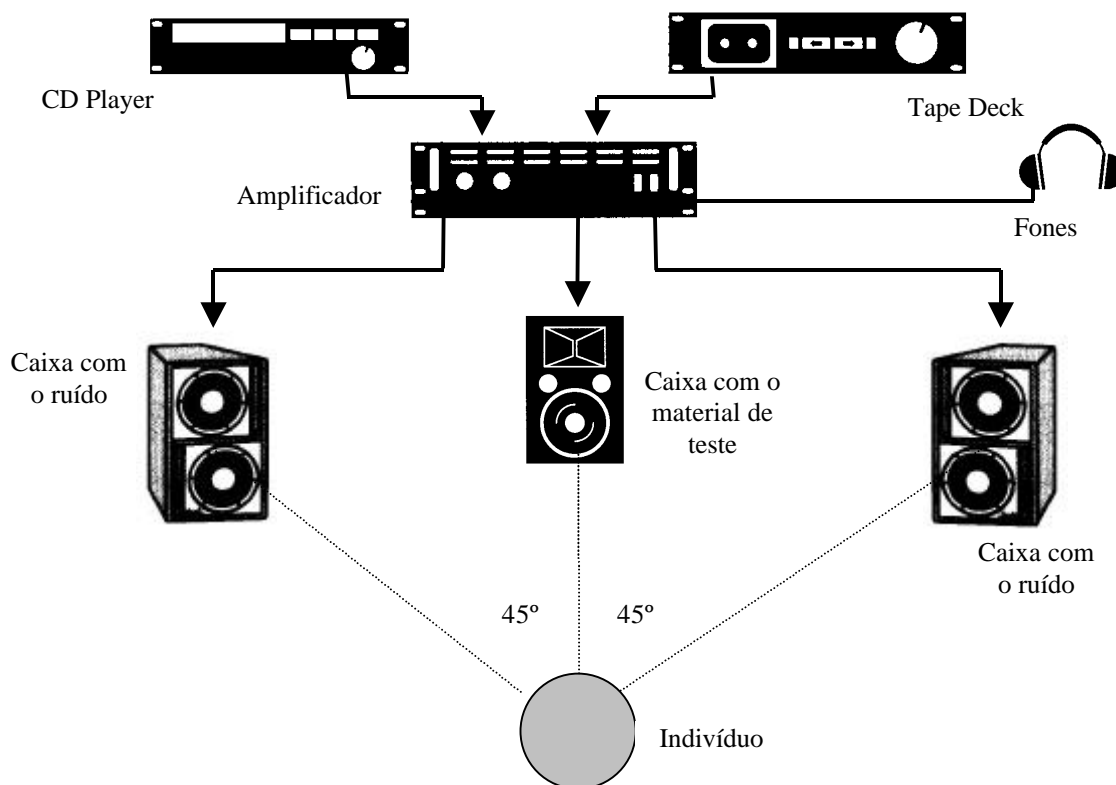 CD Player
Tape Deck
Amplificador
Fones
Caixa com
o ruído
Caixa com o
material de
teste
Caixa com
o ruído
45º
45º
Indivíduo